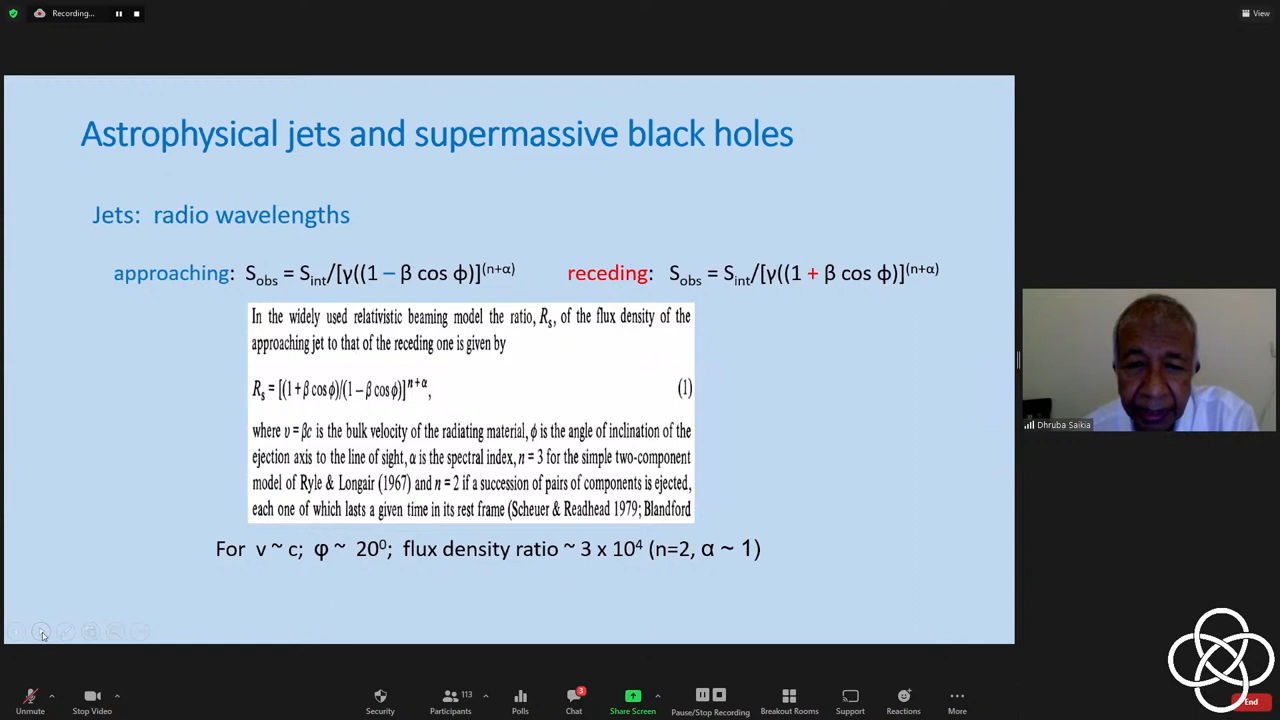 Recording...
View
Astrophysical jets and supermassive black holes
Jets: radio wavelengths
approaching: Sobs = Sint/[γ((1 – β cos ϕ)](n+α) receding: Sobs = Sint/[γ((1 + β cos ϕ)](n+α)
In the widely used relativistic beaming model the ratio, Rs, of the flux density of the
approaching jet to that of the receding one is given by
Rs = [(1 + β cos ϕ)/(1 – β cos ϕ)]n+α, (1)
where υ = βc is the bulk velocity of the radiating material, ϕ is the angle of inclination of the
ejection axis to the line of sight, α is the spectral index, n = 3 for the simple two-component
model of Ryle & Longair (1967) and n = 2 if a succession of pairs of components is ejected,
each one of which lasts a given time in its rest frame (Scheuer & Readhead 1979; Blandford
For v ~ c; φ ~ 20⁰; flux density ratio ~ 3 x 10⁴ (n=2, α ~ 1)
Dhruba Saikia
Unmute
Stop Video
Security
Participants 113
Polls
Chat 3
Share Screen
Pause/Stop Recording
Breakout Rooms
Support
Reactions
More
End